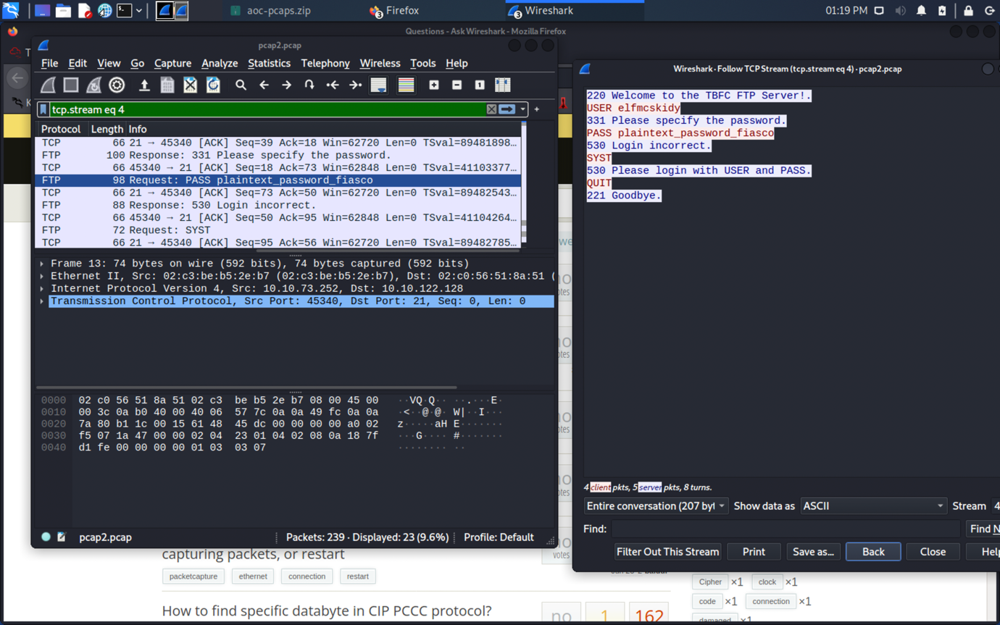 aoc-pcaps.zip
3 Firefox
3 Wireshark
01:19 PM
Questions - Ask Wireshark - Mozilla Firefox
T
K
pcap2.pcap
File Edit View Go Capture Analyze Statistics Telephony Wireless Tools Help
tcp.stream eq 4
Protocol Length Info
TCP 66 21 → 45340 [ACK] Seq=39 Ack=18 Win=62720 Len=0 TSval=89481898…
FTP 100 Response: 331 Please specify the password.
TCP 66 45340 → 21 [ACK] Seq=18 Ack=73 Win=62848 Len=0 TSval=41103377…
FTP 98 Request: PASS plaintext_password_fiasco
TCP 66 21 → 45340 [ACK] Seq=73 Ack=50 Win=62720 Len=0 TSval=89482543…
FTP 88 Response: 530 Login incorrect.
TCP 66 45340 → 21 [ACK] Seq=50 Ack=95 Win=62848 Len=0 TSval=41104264…
FTP 72 Request: SYST
TCP 66 21 → 45340 [ACK] Seq=95 Ack=56 Win=62720 Len=0 TSval=89482785…
Frame 13: 74 bytes on wire (592 bits), 74 bytes captured (592 bits)
Ethernet II, Src: 02:c3:be:b5:2e:b7 (02:c3:be:b5:2e:b7), Dst: 02:c0:56:51:8a:51 (
Internet Protocol Version 4, Src: 10.10.73.252, Dst: 10.10.122.128
Transmission Control Protocol, Src Port: 45340, Dst Port: 21, Seq: 0, Len: 0
0000 02 c0 56 51 8a 51 02 c3 be b5 2e b7 08 00 45 00 ··VQ·Q·· ··.···E·
0010 00 3c 0a b0 40 00 40 06 57 7c 0a 0a 49 fc 0a 0a ·<··@·@· W|··I···
0020 7a 80 b1 1c 00 15 61 48 45 dc 00 00 00 00 a0 02 z·····aH E·······
0030 f5 07 1a 47 00 00 02 04 23 01 04 02 08 0a 18 7f ···G···· #·······
0040 d1 fe 00 00 00 00 01 03 03 07 ········ ··
pcap2.pcap
Packets: 239 · Displayed: 23 (9.6%)
Profile: Default
Wireshark · Follow TCP Stream (tcp.stream eq 4) · pcap2.pcap
220 Welcome to the TBFC FTP Server!.
USER elfmcskidy
331 Please specify the password.
PASS plaintext_password_fiasco
530 Login incorrect.
SYST
530 Please login with USER and PASS.
QUIT
221 Goodbye.
4 client pkts, 5 server pkts, 8 turns.
Entire conversation (207 byt Show data as ASCII Stream 4
Find: Find N
Filter Out This Stream Print Save as... Back Close Help
capturing packets, or restart
votes
packetcapture ethernet connection restart
Cipher ×1 clock ×1
code ×1 connection ×1
damaged ×1
How to find specific databyte in CIP PCCC protocol?
no 1 162